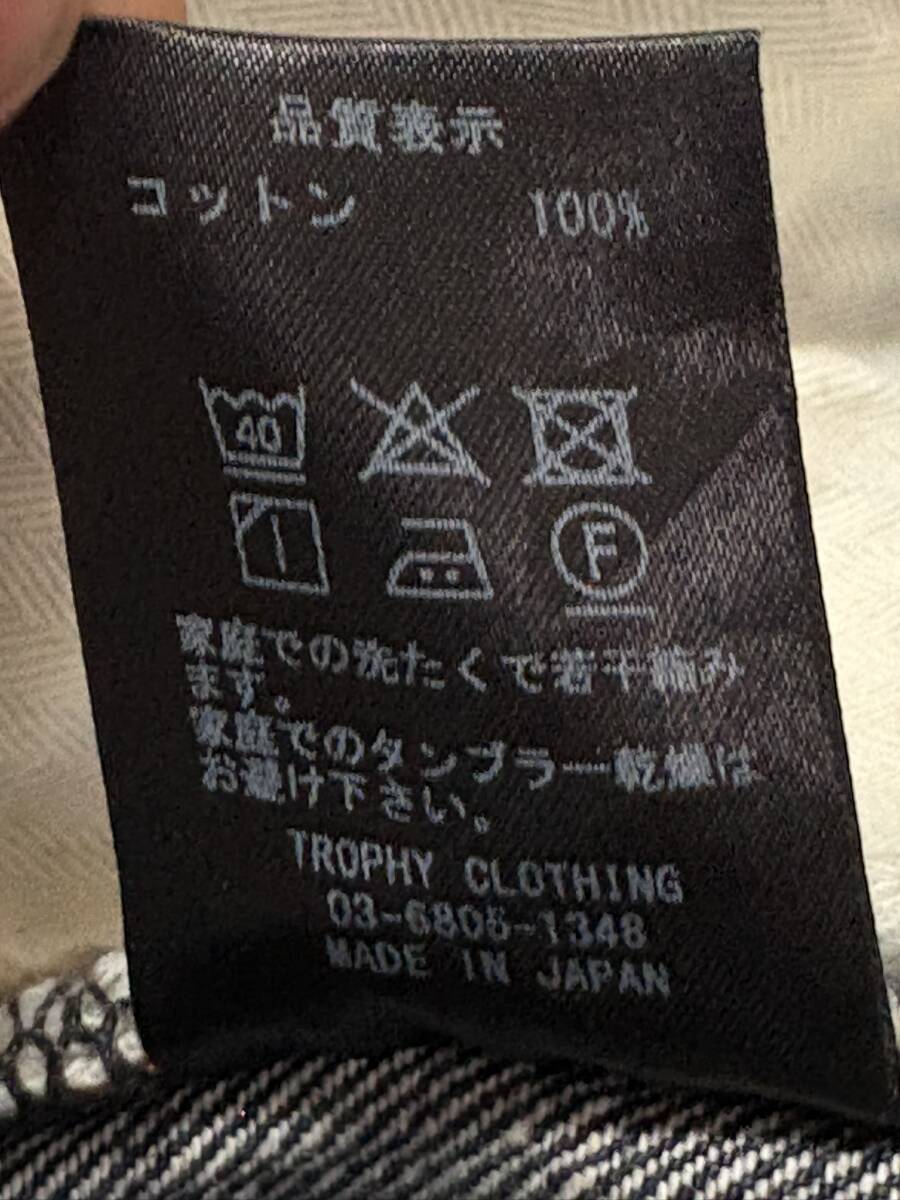 品質表示
コットン 100%
40
F
家庭での洗たくで若干縮み
ます。
家庭でのタンブラー乾燥は
お避け下さい。
TROPHY CLOTHING
03-6805-1348
MADE IN JAPAN